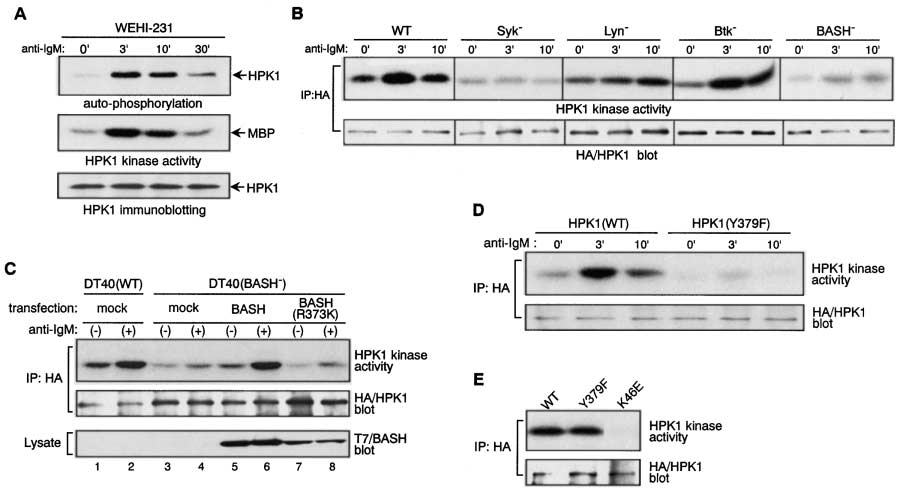 A
WEHI-231
anti-IgM: 0' 3' 10' 30'
HPK1
auto-phosphorylation
MBP
HPK1 kinase activity
HPK1
HPK1 immunoblotting
B
WT Syk- Lyn- Btk- BASH-
anti-IgM: 0' 3' 10' 0' 3' 10' 0' 3' 10' 0' 3' 10' 0' 3' 10'
IP:HA
HPK1 kinase activity
HA/HPK1 blot
C
DT40(WT) DT40(BASH-)
transfection: mock mock BASH BASH
(R373K)
anti-IgM: (-) (+) (-) (+) (-) (+) (-) (+)
IP: HA
HPK1 kinase
activity
HA/HPK1
blot
Lysate
T7/BASH
blot
1 2 3 4 5 6 7 8
D
HPK1(WT) HPK1(Y379F)
anti-IgM : 0' 3' 10' 0' 3' 10'
IP: HA
HPK1 kinase
activity
HA/HPK1
blot
E
WT Y379F K46E
IP: HA
HPK1 kinase
activity
HA/HPK1
blot